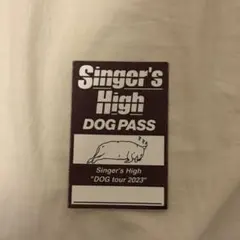 Singer's
High
DOG PASS
Singer's High
"DOG tour 2023"